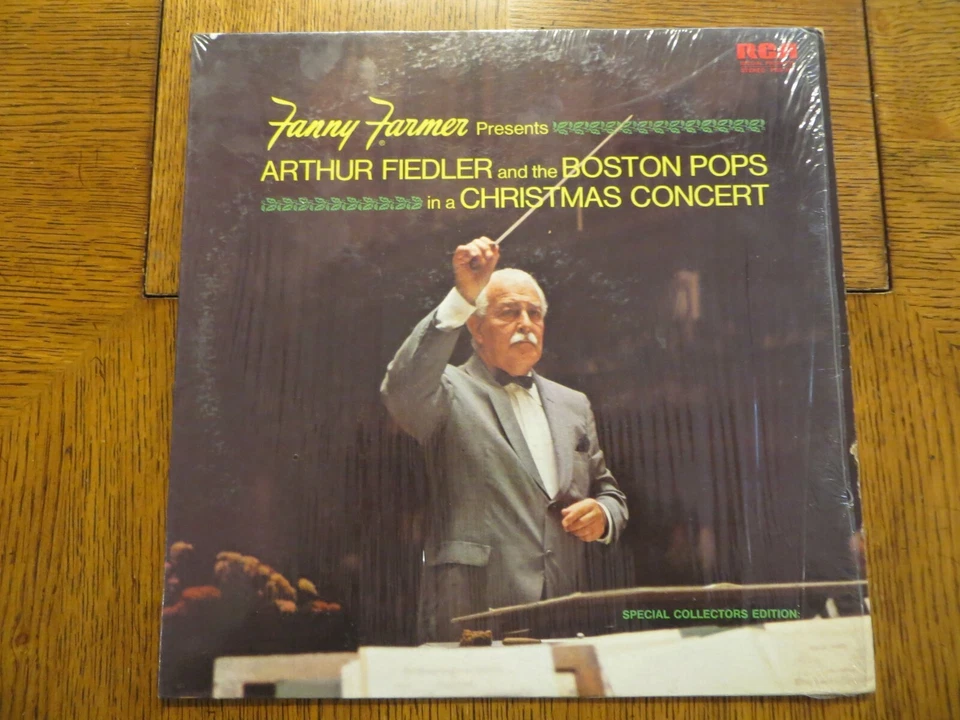 RCA
Fanny Farmer® Presents
ARTHUR FIEDLER and the BOSTON POPS
in a CHRISTMAS CONCERT
SPECIAL COLLECTORS EDITION